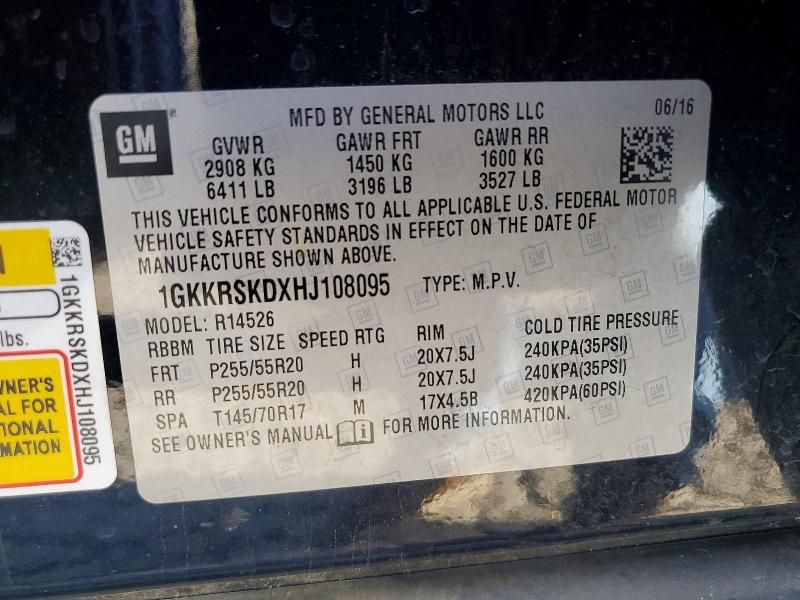 GM
MFD BY GENERAL MOTORS LLC 06/16
GVWR GAWR FRT GAWR RR
2908 KG 1450 KG 1600 KG
6411 LB 3196 LB 3527 LB
THIS VEHICLE CONFORMS TO ALL APPLICABLE U.S. FEDERAL MOTOR
VEHICLE SAFETY STANDARDS IN EFFECT ON THE DATE OF
MANUFACTURE SHOWN ABOVE.
1GKKRSKDXHJ108095 TYPE: M.P.V.
MODEL: R14526
RBBM TIRE SIZE SPEED RTG RIM COLD TIRE PRESSURE
FRT P255/55R20 H 20X7.5J 240KPA(35PSI)
RR P255/55R20 H 20X7.5J 240KPA(35PSI)
SPA T145/70R17 M 17X4.5B 420KPA(60PSI)
SEE OWNER'S MANUAL FOR MORE INFORMATION.
1GKKRSKDXHJ108095
lbs.
WNER'S
AL FOR
TIONAL
MATION